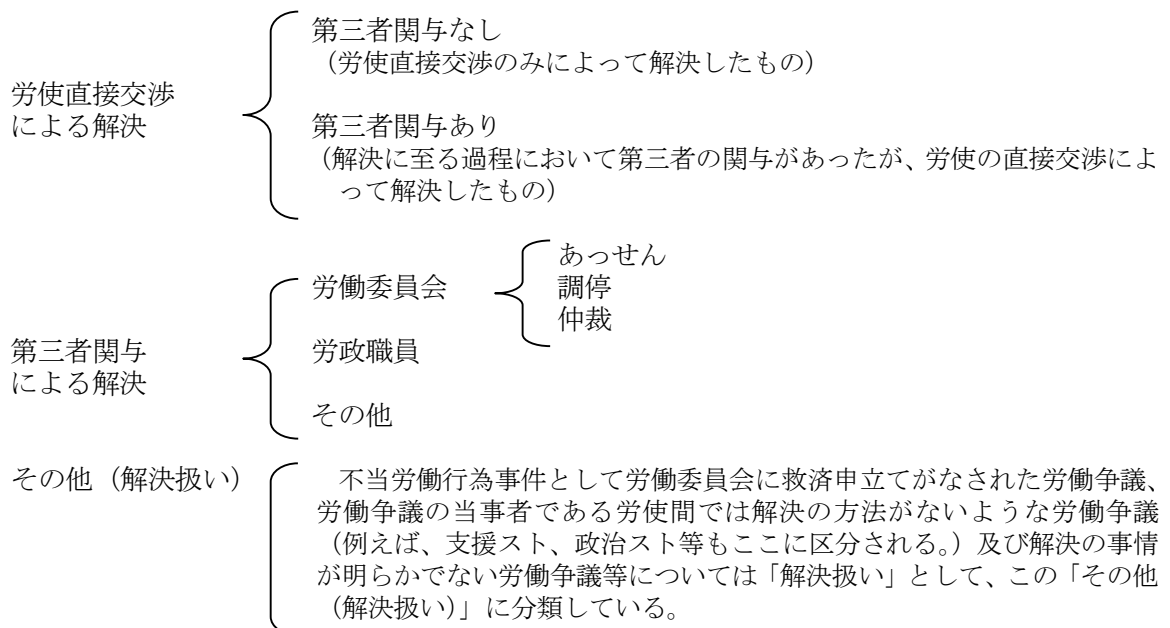 労使直接交渉
による解決
第三者関与なし
(労使直接交渉のみによって解決したもの)
第三者関与あり
(解決に至る過程において第三者の関与があったが、労使の直接交渉によ
って解決したもの)
第三者関与
による解決
労働委員会
あっせん
調停
仲裁
労政職員
その他
その他(解決扱い)
不当労働行為事件として労働委員会に救済申立てがなされた労働争議、
労働争議の当事者である労使間では解決の方法がないような労働争議
(例えば、支援スト、政治スト等もここに区分される。)及び解決の事情
が明らかでない労働争議等については「解決扱い」として、この「その他
(解決扱い)」に分類している。